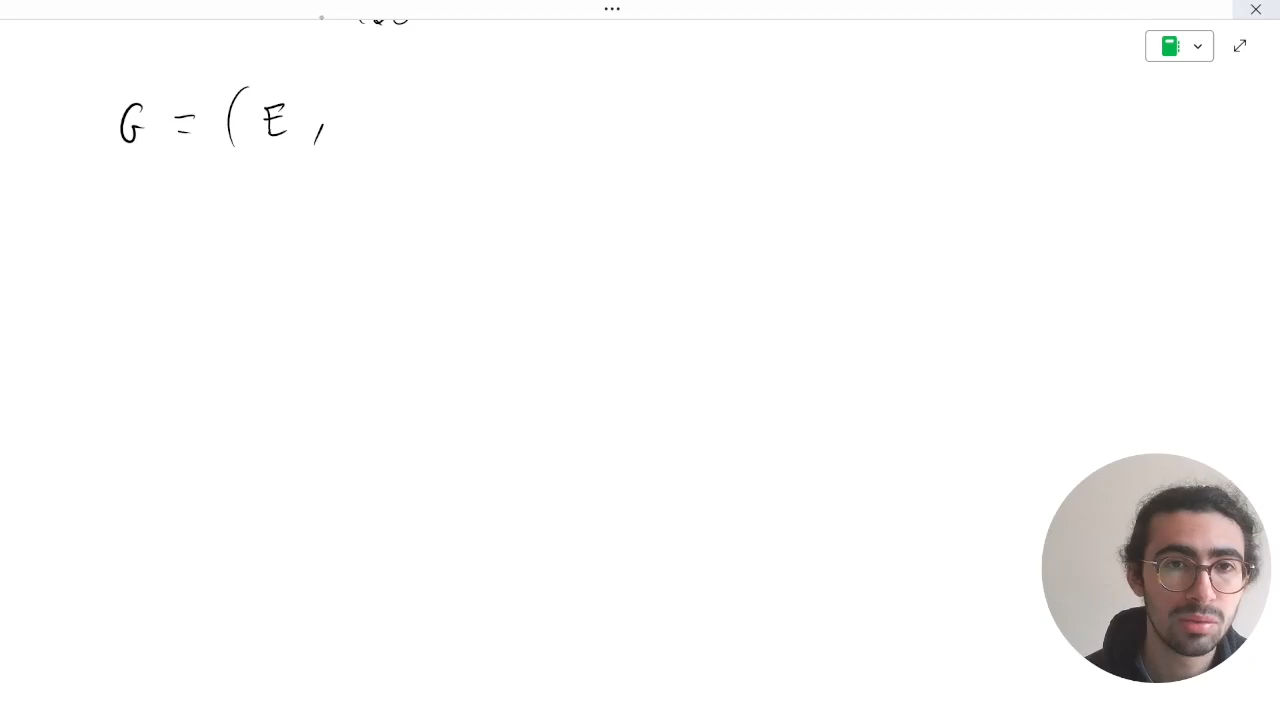 G = ( E ,